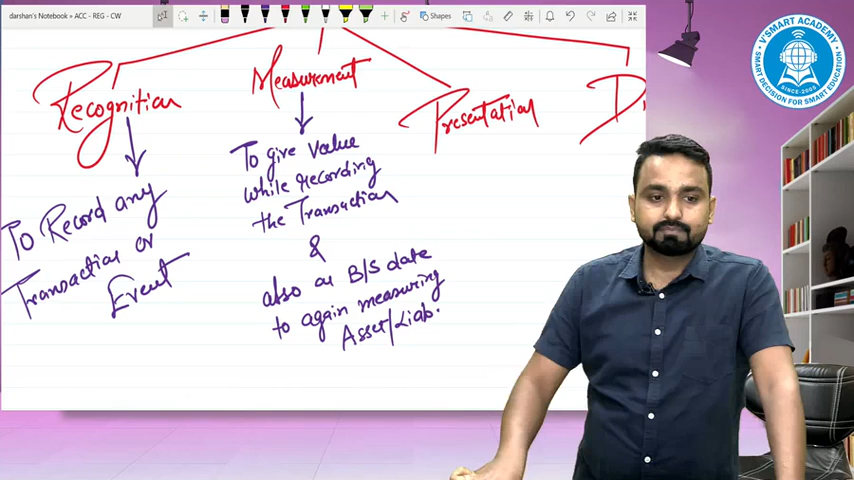 darshan's Notebook » ACC - REG - CW
Shapes
V'SMART ACADEMY
SINCE-2005
SMART DECISION FOR SMART EDUCATION
Recognition
Measurement
Presentation
D
To Record any
Transaction or
Event
To give value
while recording
the Transaction
&
also on B/S date
to again measuring
Asset/Liab.